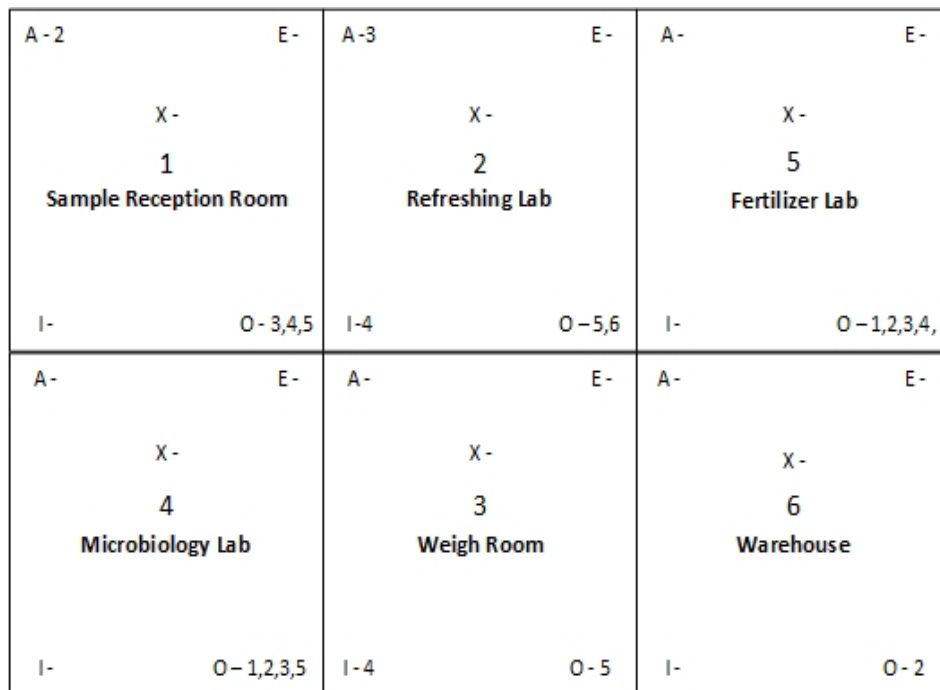 A - 2 E -
X -
1
Sample Reception Room
I - O - 3,4,5
A -3 E -
X -
2
Refreshing Lab
I -4 O – 5,6
A - E -
X -
5
Fertilizer Lab
I - O – 1,2,3,4,
A - E -
X -
4
Microbiology Lab
I - O – 1,2,3,5
A - E -
X -
3
Weigh Room
I - 4 O - 5
A - E -
X -
6
Warehouse
I - O - 2